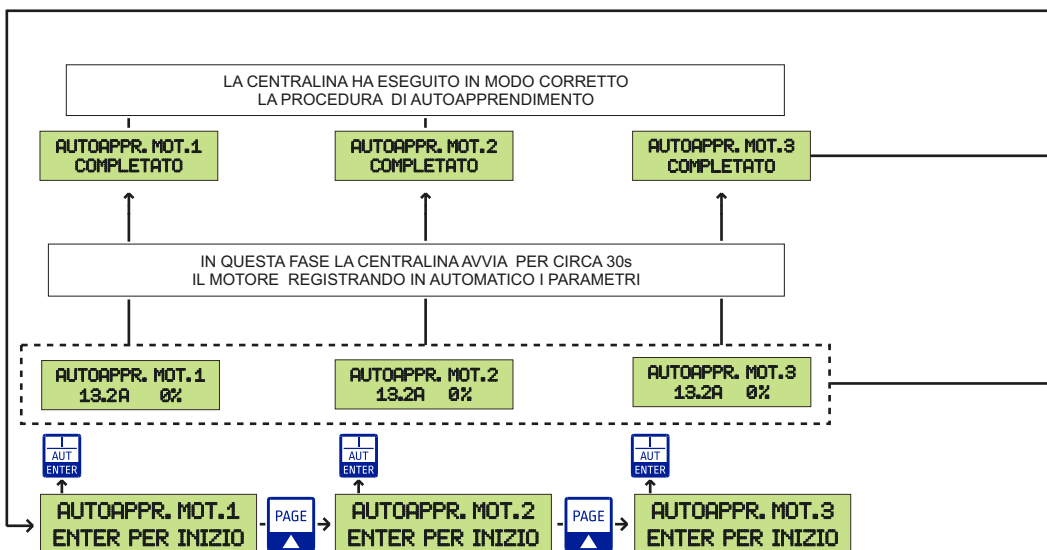 LA CENTRALINA HA ESEGUITO IN MODO CORRETTO
LA PROCEDURA DI AUTOAPPRENDIMENTO
AUTOAPPR. MOT.1
COMPLETATO
AUTOAPPR. MOT.2
COMPLETATO
AUTOAPPR. MOT.3
COMPLETATO
IN QUESTA FASE LA CENTRALINA AVVIA PER CIRCA 30s
IL MOTORE REGISTRANDO IN AUTOMATICO I PARAMETRI
AUTOAPPR. MOT.1
13.2A 0%
AUTOAPPR. MOT.2
13.2A 0%
AUTOAPPR. MOT.3
13.2A 0%
AUT
ENTER
AUT
ENTER
AUT
ENTER
AUTOAPPR. MOT.1
ENTER PER INIZIO
PAGE
AUTOAPPR. MOT.2
ENTER PER INIZIO
PAGE
AUTOAPPR. MOT.3
ENTER PER INIZIO